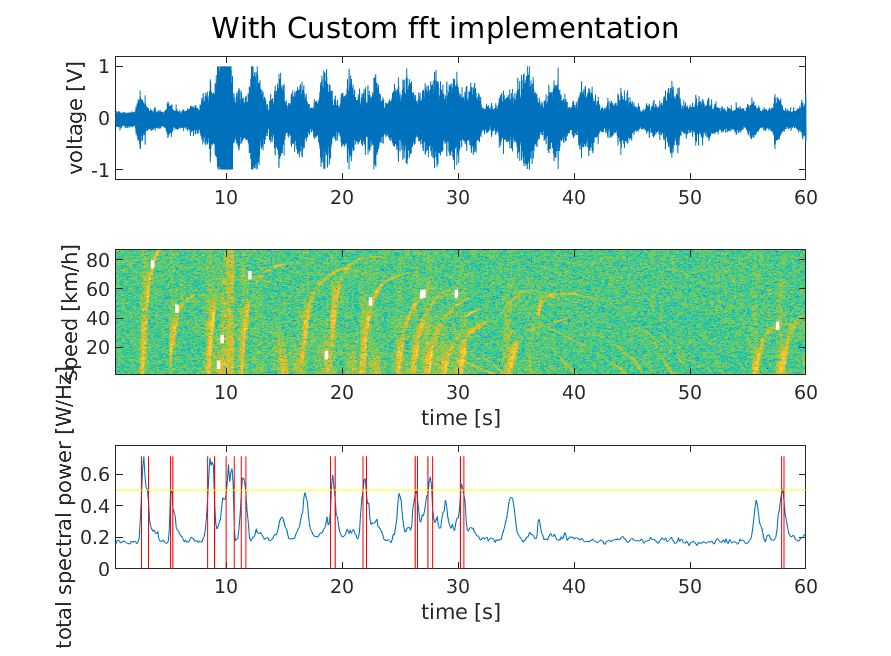 With Custom fft implementation
voltage [V]
1
0
-1
10 20 30 40 50 60
speed [km/h]
80
60
40
20
10 20 30 40 50 60
time [s]
total spectral power [W/Hz]
0.6
0.4
0.2
0
10 20 30 40 50 60
time [s]